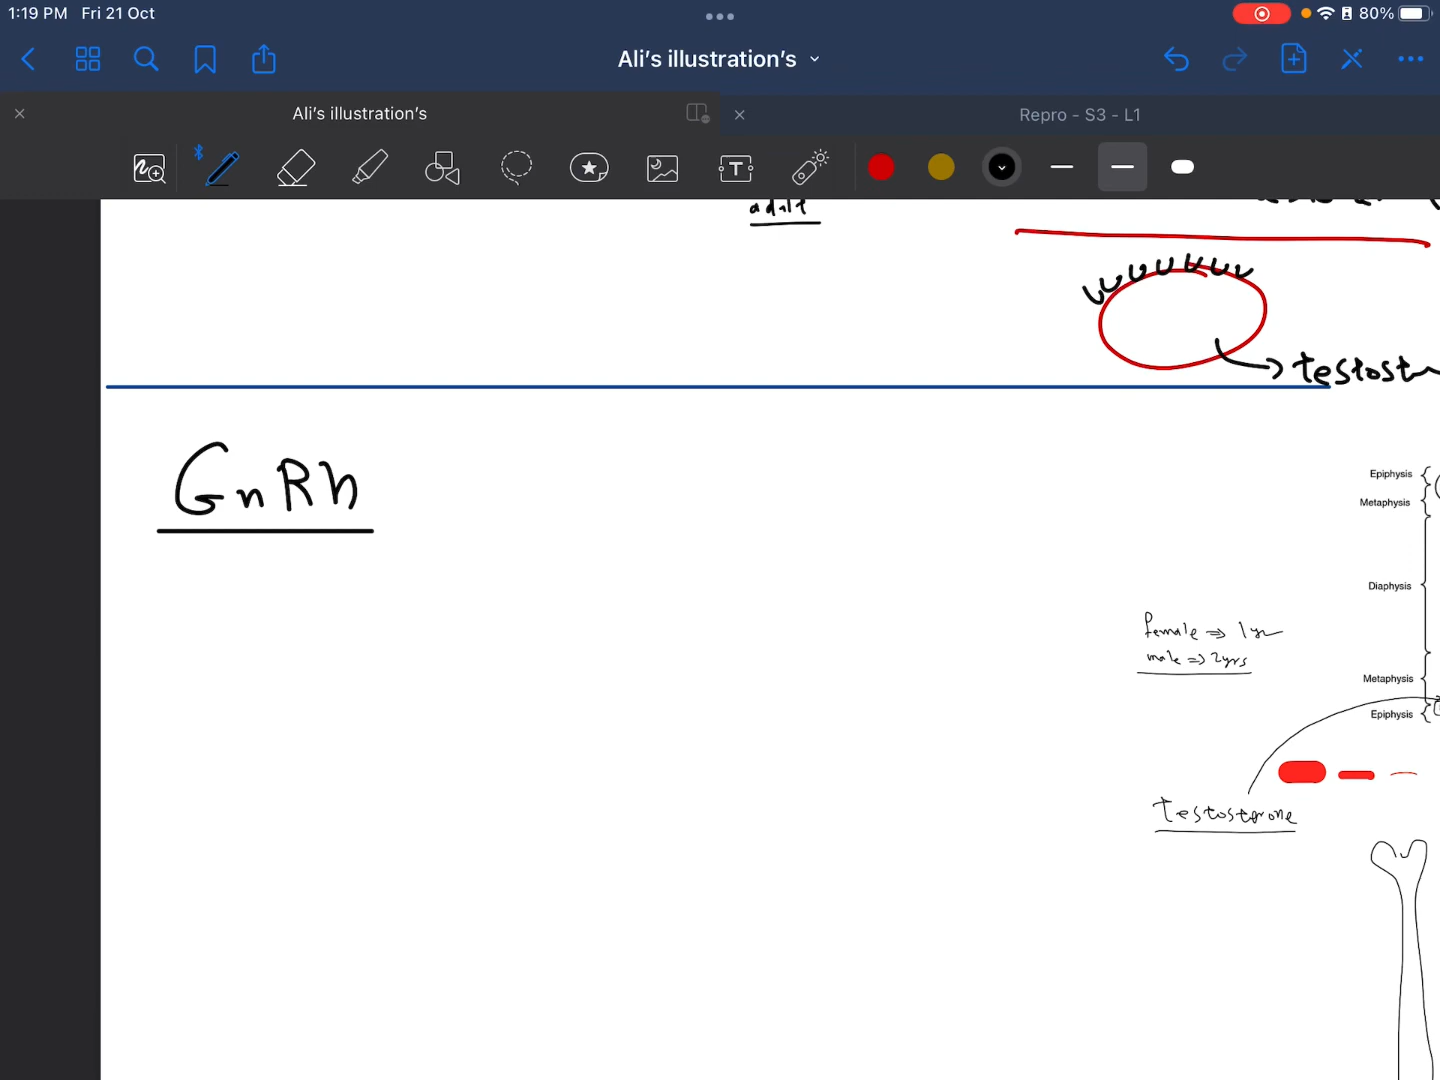 1:19 PM Fri 21 Oct
80%
Ali's illustration's
Ali's illustration's
Repro - S3 - L1
adult
testost
GnRh
Epiphysis
Metaphysis
Diaphysis
female ⇒ 1yr
male ⇒ 2yrs
Metaphysis
Epiphysis
testosterone